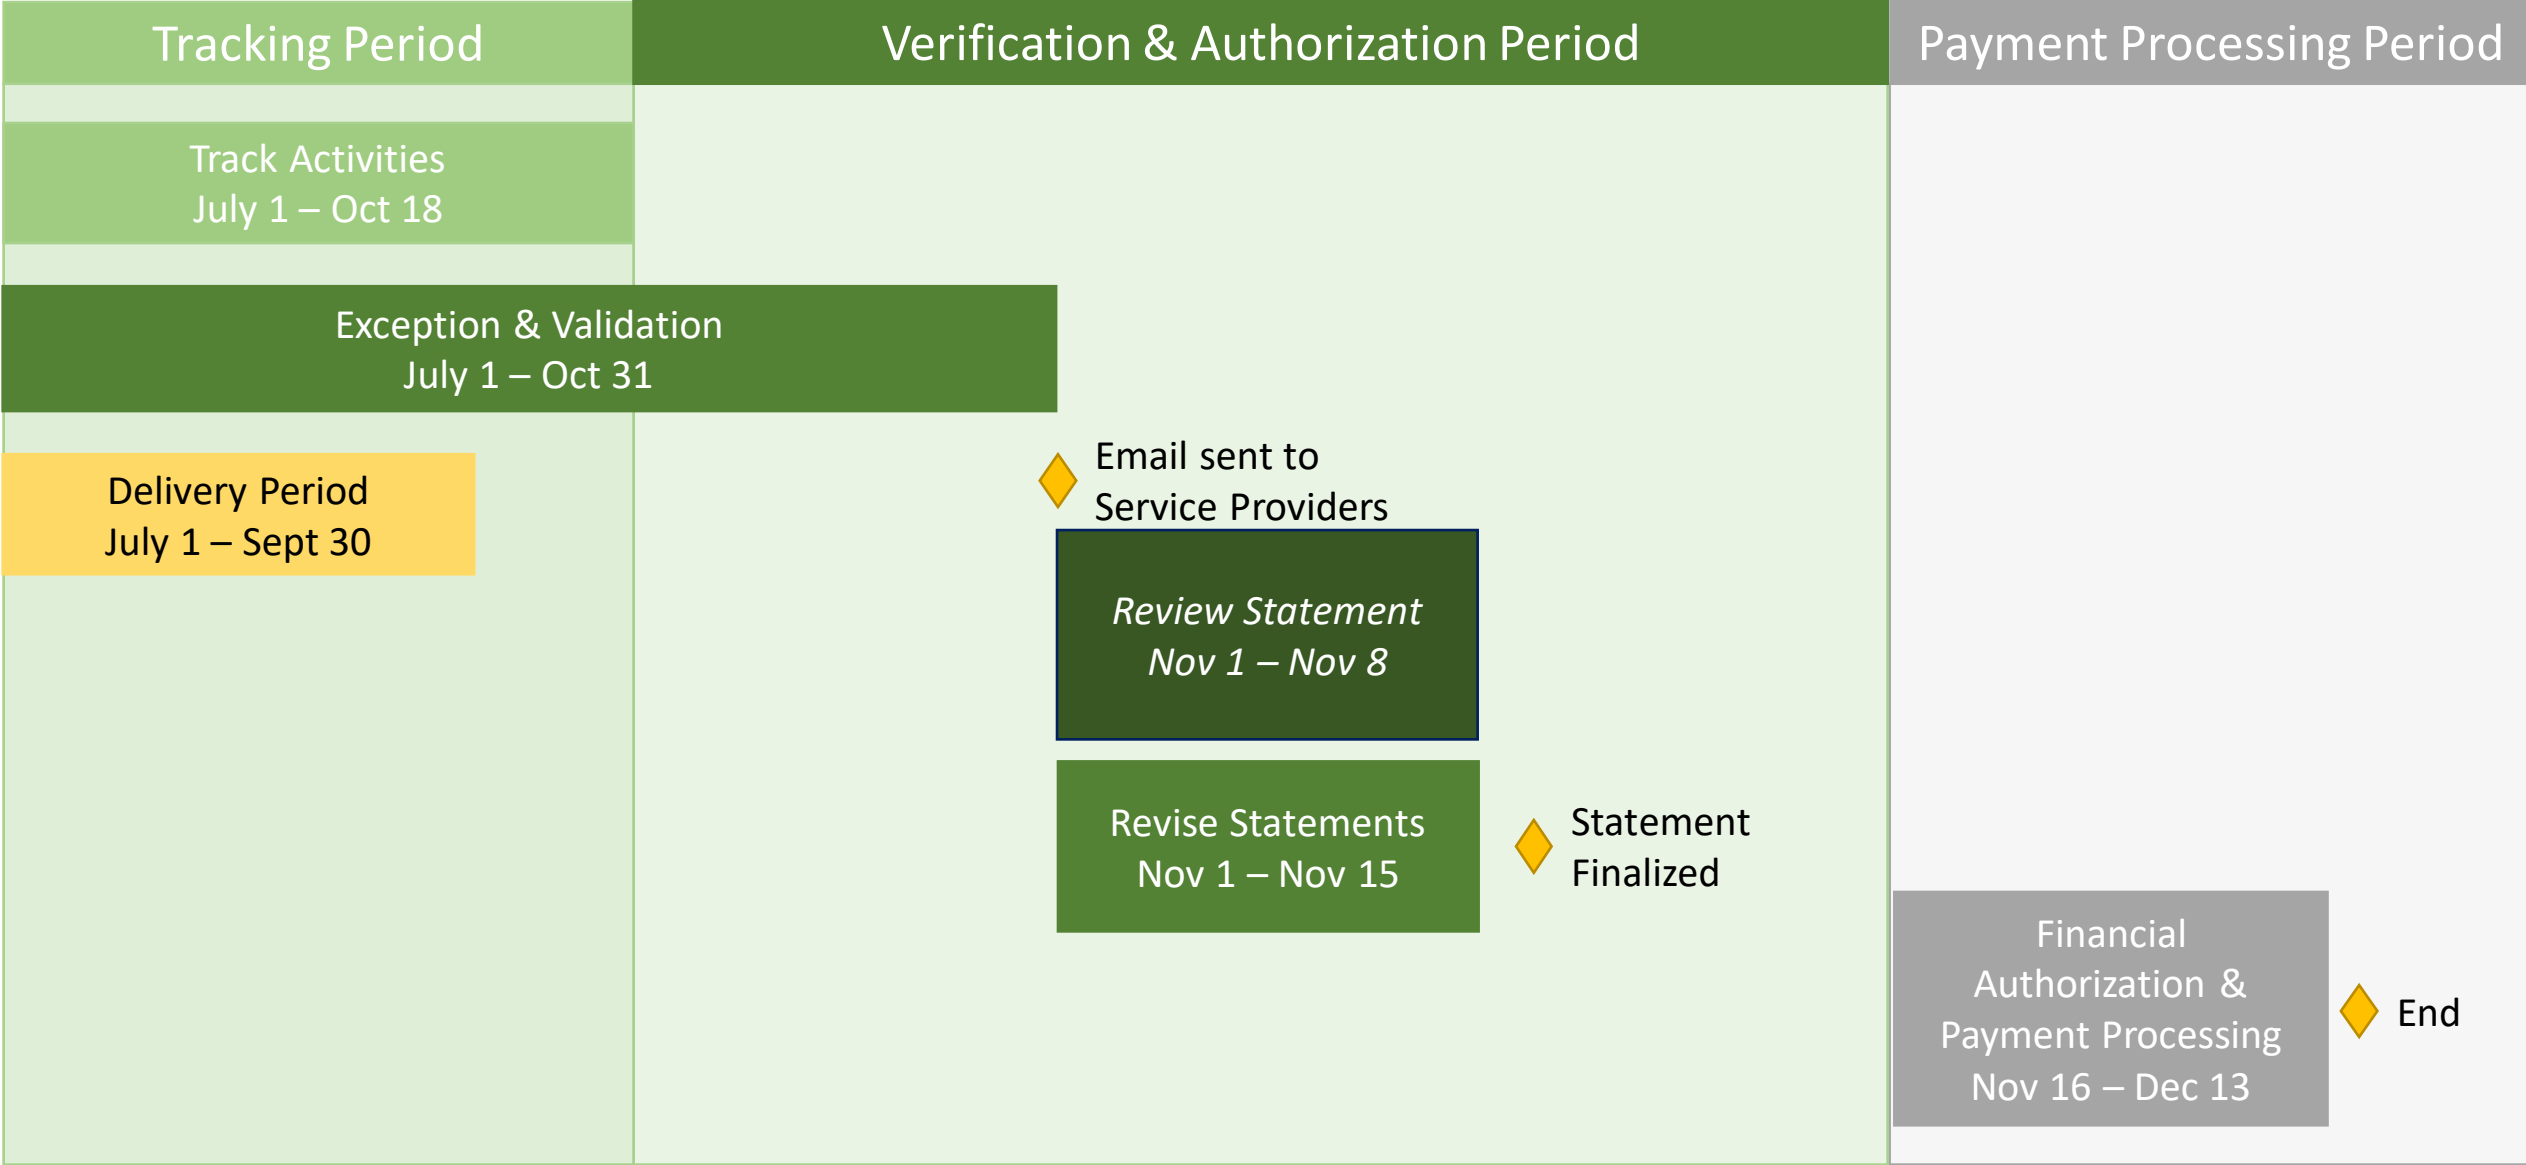 Tracking Period
Verification & Authorization Period
Payment Processing Period
Track Activities
July 1 – Oct 18
Exception & Validation
July 1 – Oct 31
Delivery Period
July 1 – Sept 30
Email sent to
Service Providers
Review Statement
Nov 1 – Nov 8
Revise Statements
Nov 1 – Nov 15
Statement
Finalized
Financial
Authorization &
Payment Processing
Nov 16 – Dec 13
End